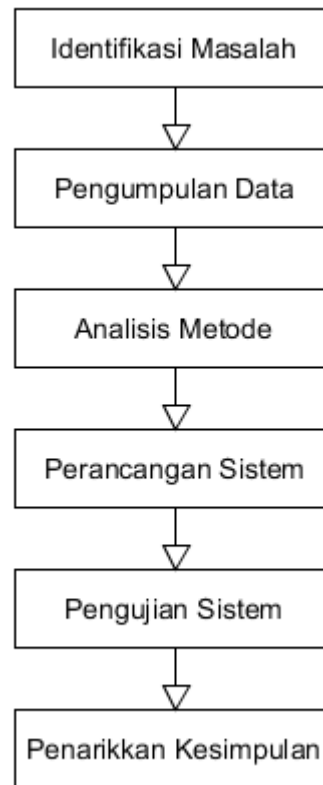 Identifikasi Masalah
Pengumpulan Data
Analisis Metode
Perancangan Sistem
Pengujian Sistem
Penarikkan Kesimpulan